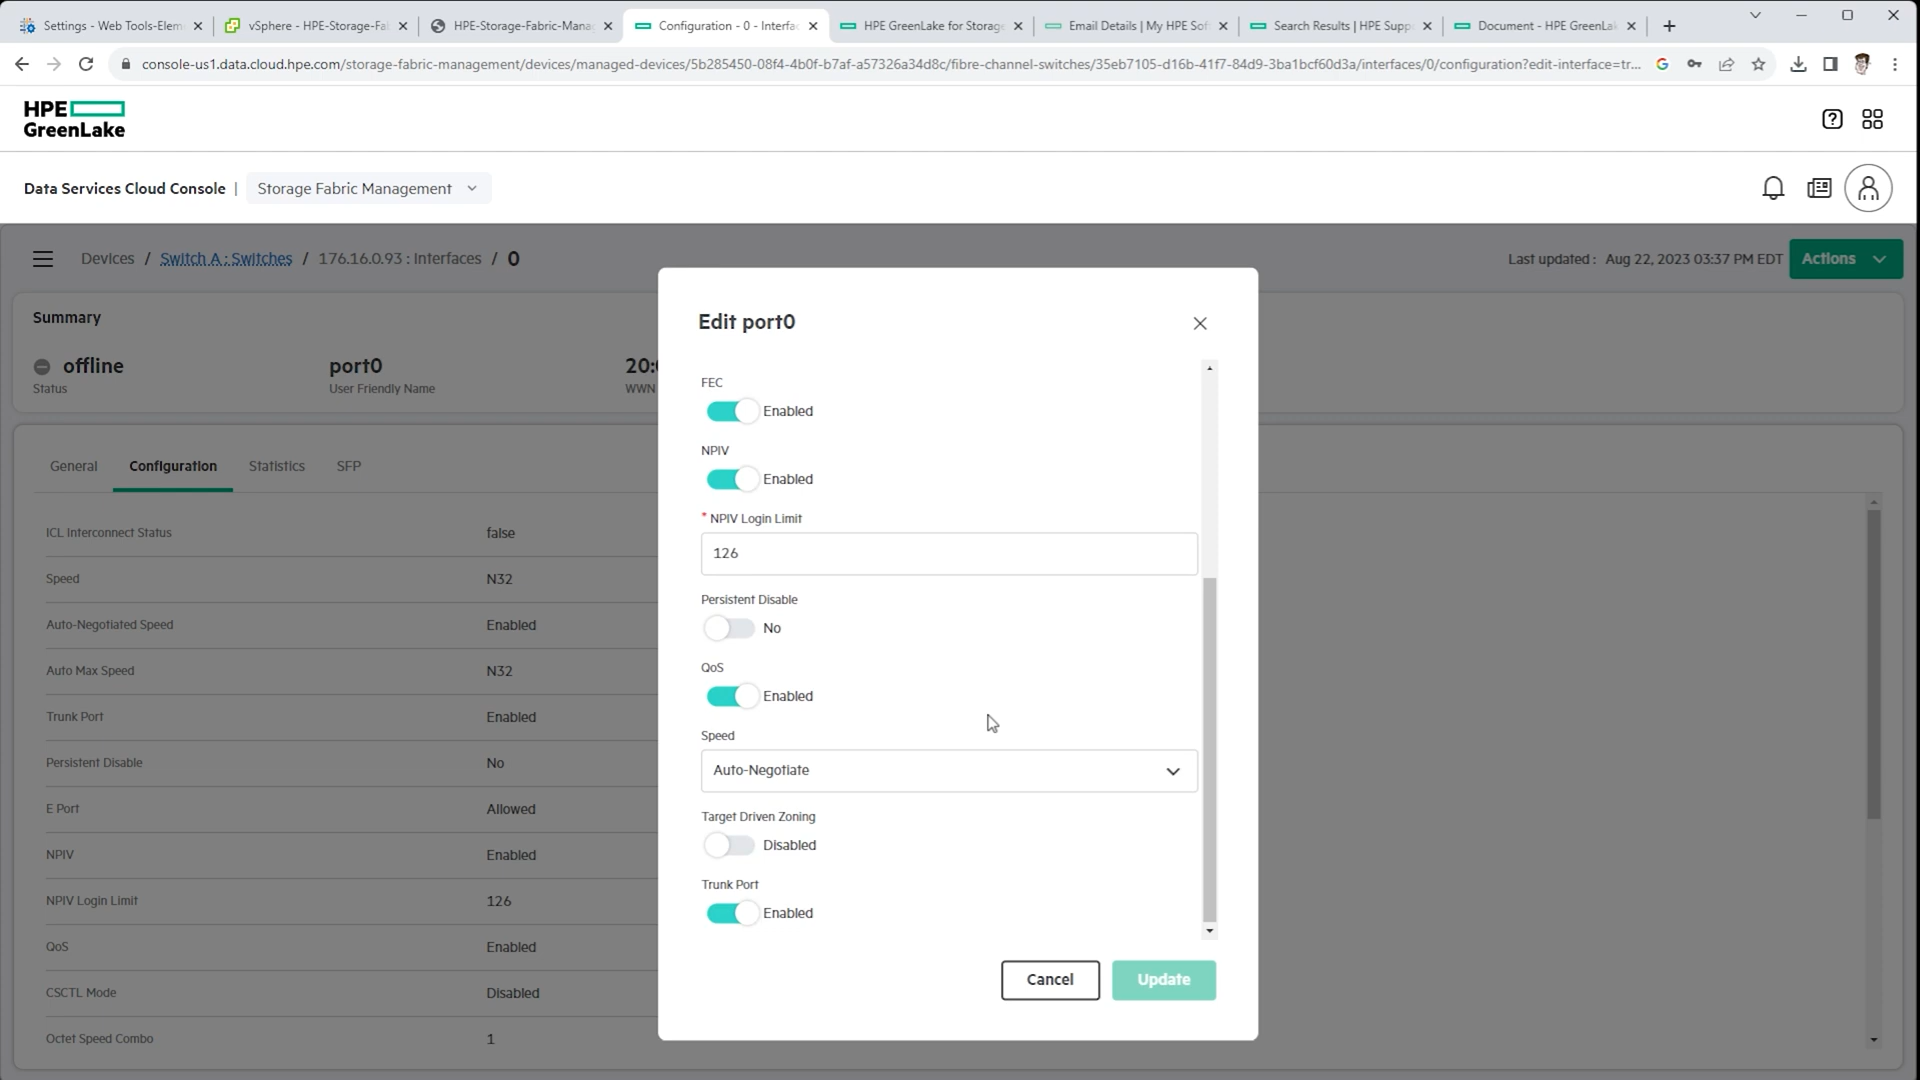 Settings - Web Tools-Elem
vSphere - HPE-Storage-Fa
HPE-Storage-Fabric-Mana
Configuration - 0 - Interfa
HPE GreenLake for Storage
Email Details | My HPE Sof
Search Results | HPE Supp
Document - HPE GreenLa
console-us1.data.cloud.hpe.com/storage-fabric-management/devices/managed-devices/5b285450-08f4-4b0f-b7af-a57326a34d8c/fibre-channel-switches/35eb7105-d16b-41f7-84d9-3ba1bcf60d3a/interfaces/0/configuration?edit-interface=tr...
HPE
GreenLake
Data Services Cloud Console | Storage Fabric Management
Devices / Switch A : Switches / 176.16.0.93 : Interfaces / 0
Last updated : Aug 22, 2023 03:37 PM EDT
Actions
Summary
offline
Status
port0
User Friendly Name
20:
WWN
General
Configuration
Statistics
SFP
ICL Interconnect Status false
Speed N32
Auto-Negotiated Speed Enabled
Auto Max Speed N32
Trunk Port Enabled
Persistent Disable No
E Port Allowed
NPIV Enabled
NPIV Login Limit 126
QoS Enabled
CSCTL Mode Disabled
Octet Speed Combo 1
Edit port0
FEC
Enabled
NPIV
Enabled
* NPIV Login Limit
126
Persistent Disable
No
QoS
Enabled
Speed
Auto-Negotiate
Target Driven Zoning
Disabled
Trunk Port
Enabled
Cancel
Update